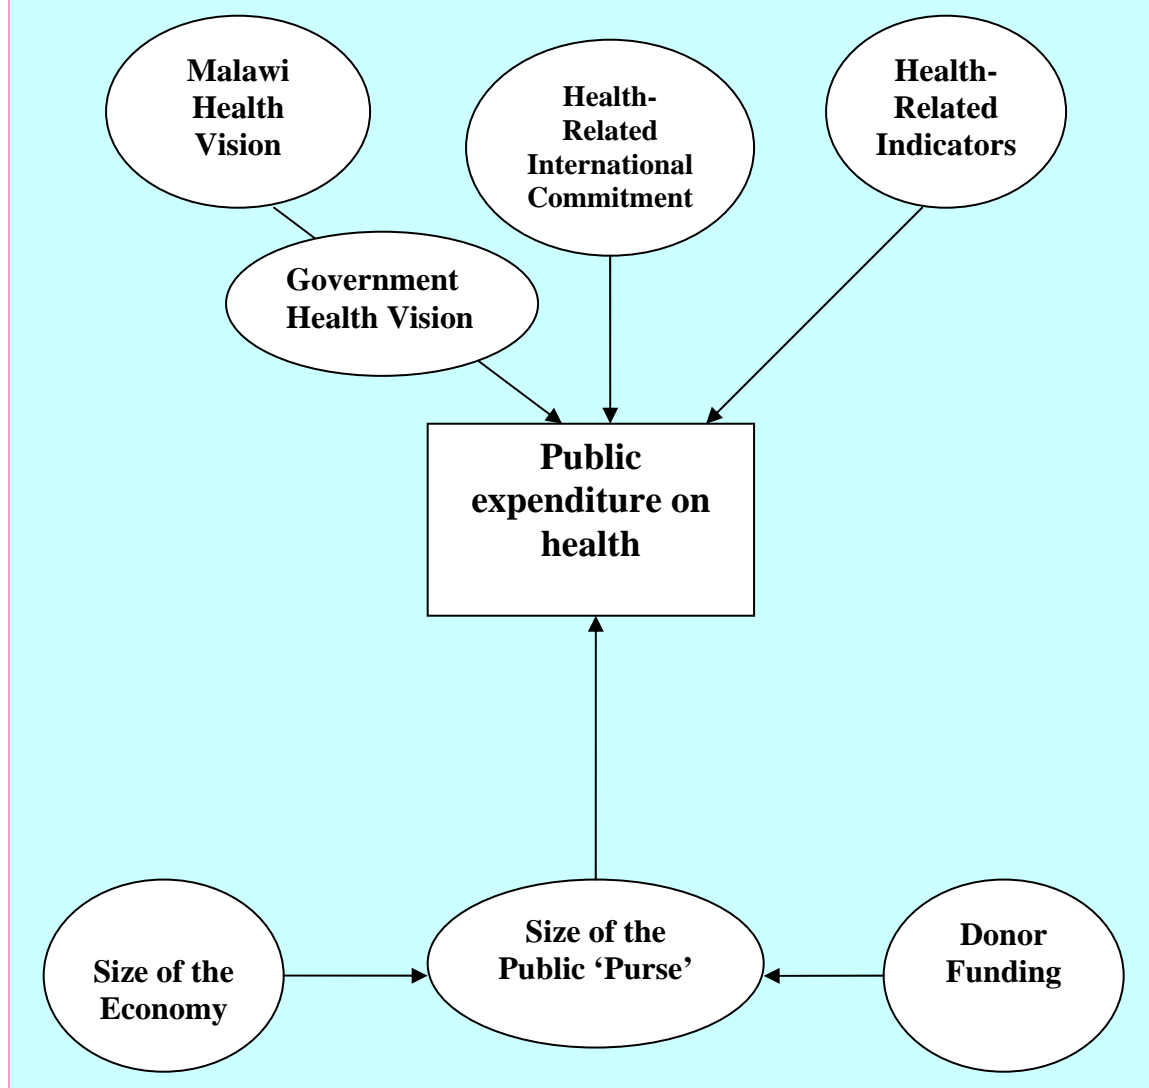 Malawi
Health
Vision
Health-
Related
International
Commitment
Health-
Related
Indicators
Government
Health Vision
Public
expenditure on
health
Size of the
Economy
Size of the
Public ‘Purse’
Donor
Funding